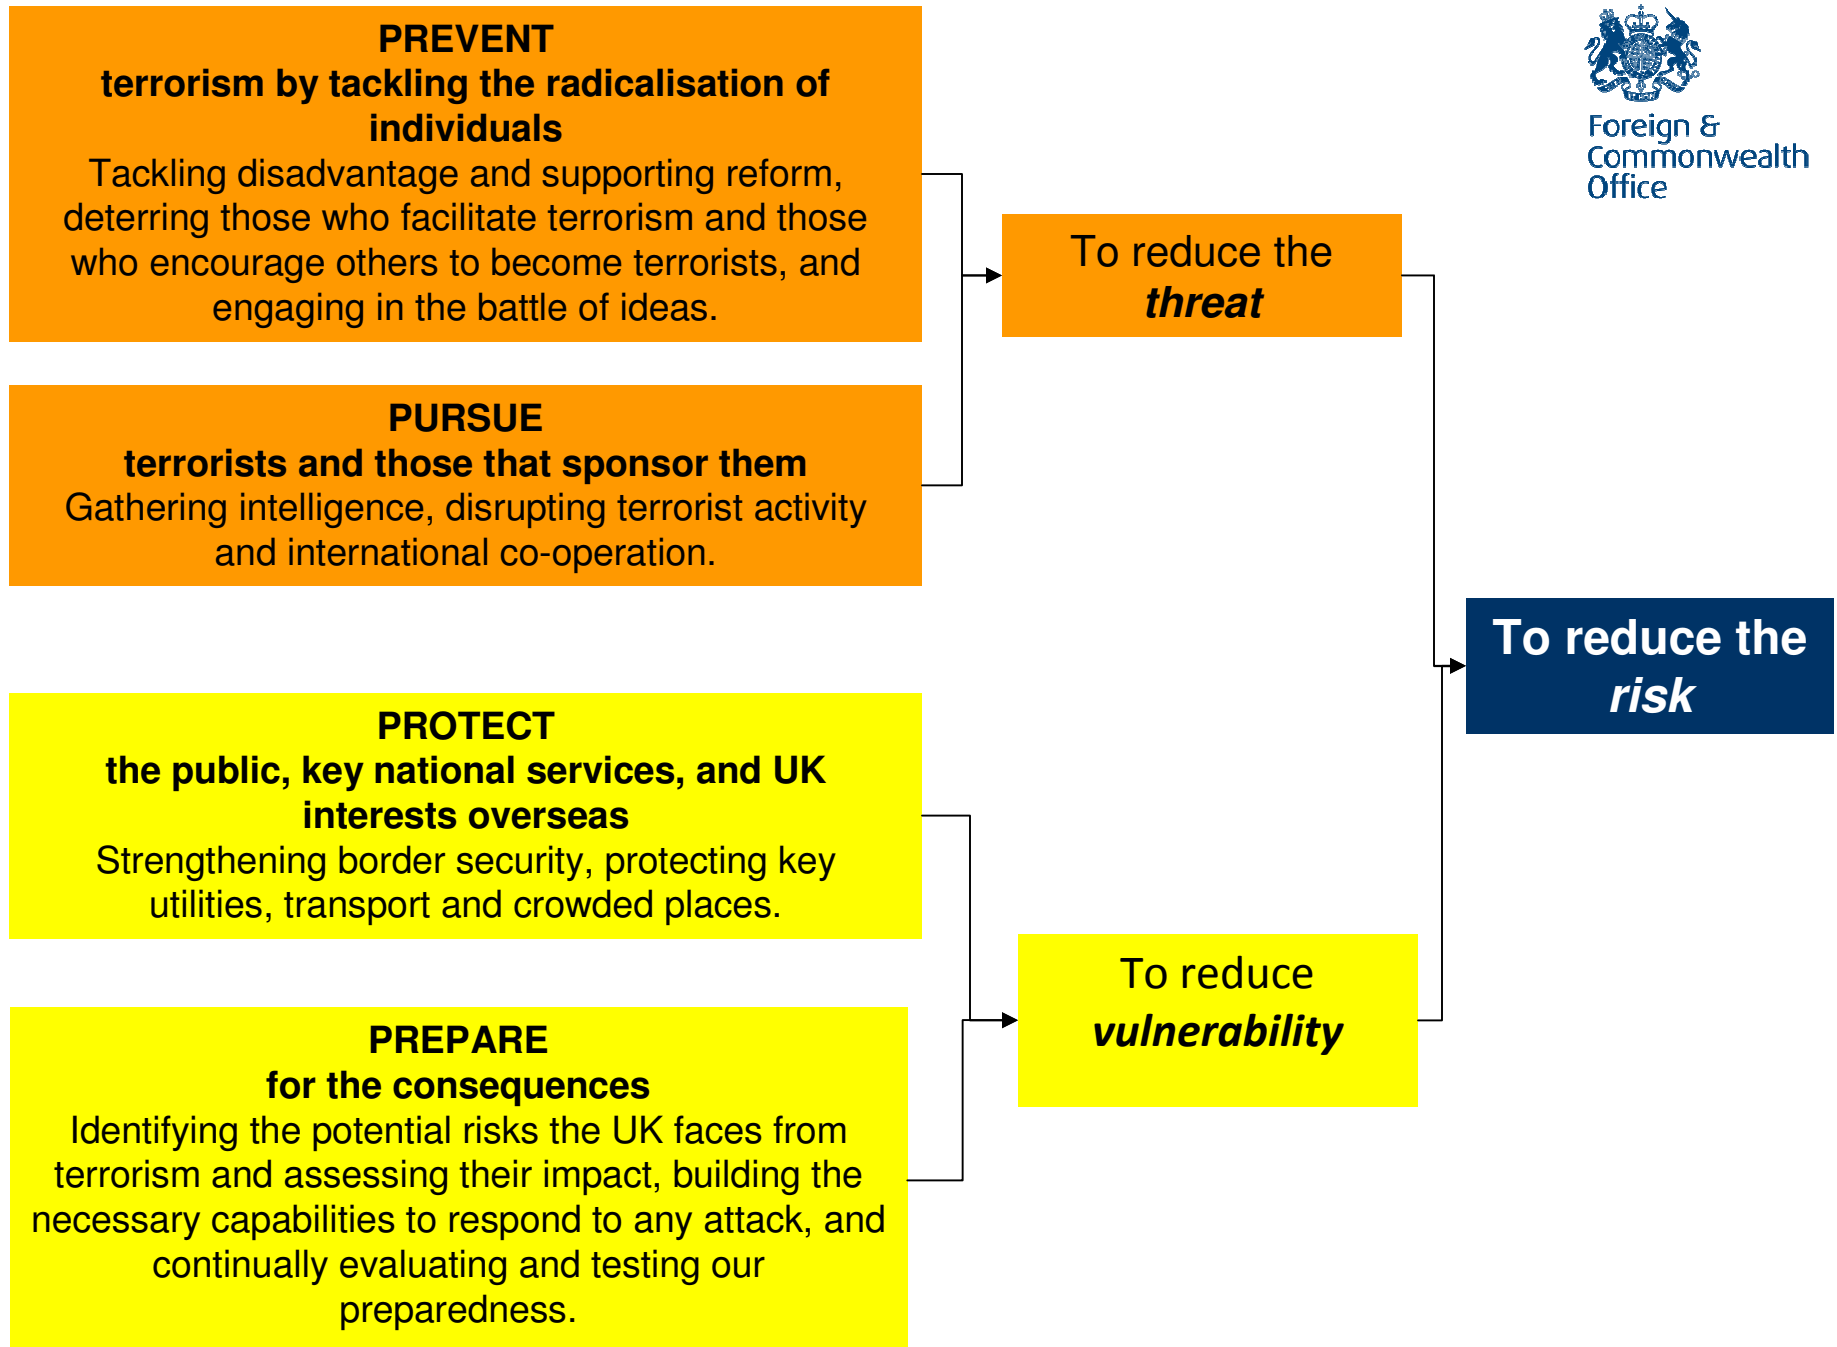 PREVENT
terrorism by tackling the radicalisation of
individuals
Tackling disadvantage and supporting reform,
deterring those who facilitate terrorism and those
who encourage others to become terrorists, and
engaging in the battle of ideas.
Foreign &
Commonwealth
Office
To reduce the
threat
PURSUE
terrorists and those that sponsor them
Gathering intelligence, disrupting terrorist activity
and international co-operation.
To reduce the
risk
PROTECT
the public, key national services, and UK
interests overseas
Strengthening border security, protecting key
utilities, transport and crowded places.
To reduce
vulnerability
PREPARE
for the consequences
Identifying the potential risks the UK faces from
terrorism and assessing their impact, building the
necessary capabilities to respond to any attack, and
continually evaluating and testing our
preparedness.